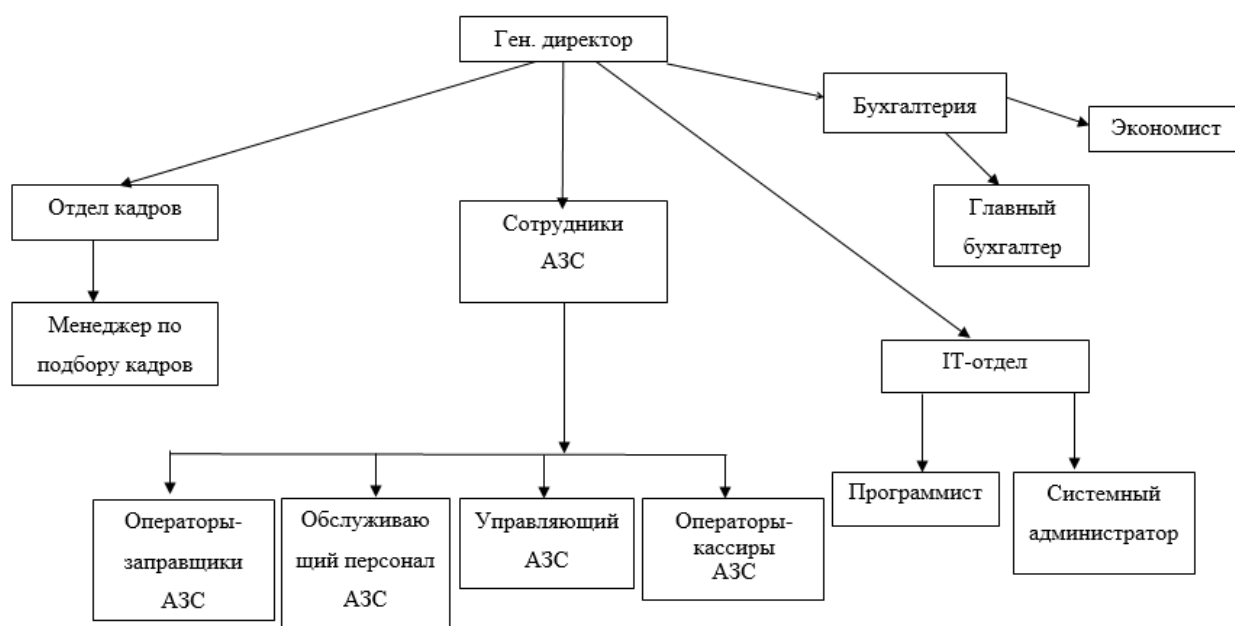 Ген. директор
Бухгалтерия
Экономист
Отдел кадров
Сотрудники
АЗС
Главный
бухгалтер
Менеджер по
подбору кадров
IT-отдел
Операторы-
заправщики
АЗС
Обслуживаю
щий персонал
АЗС
Управляющий
АЗС
Операторы-
кассиры
АЗС
Программист
Системный
администратор